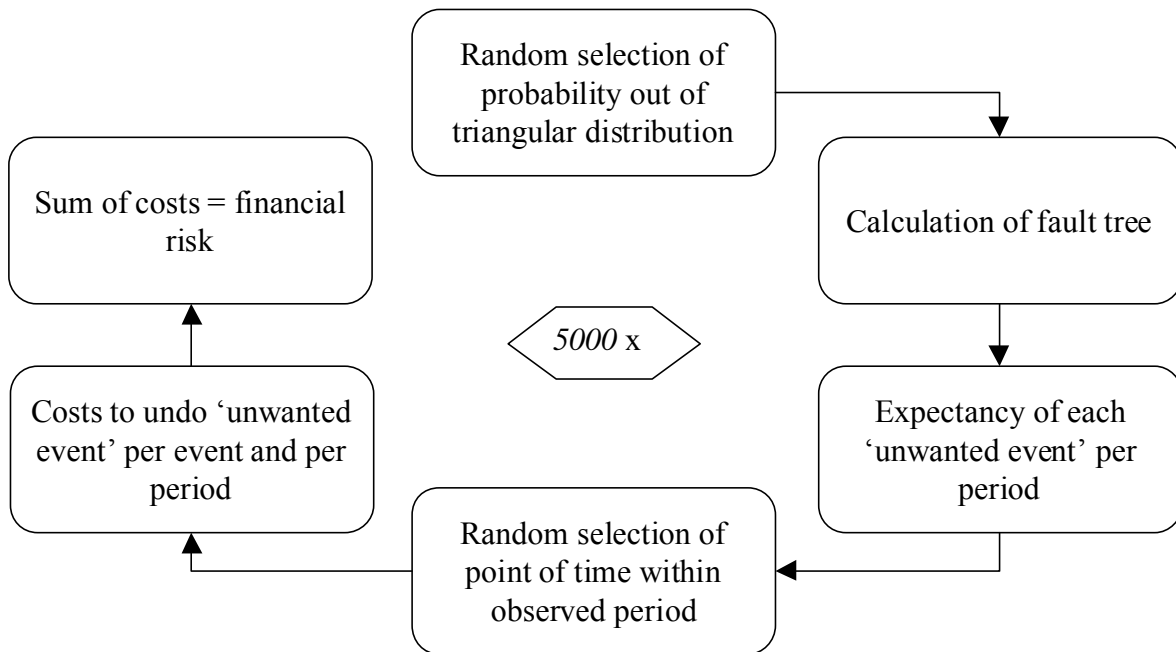 Random selection of
probability out of
triangular distribution
Calculation of fault tree
Expectancy of each
‘unwanted event’ per
period
Random selection of
point of time within
observed period
Costs to undo ‘unwanted
event’ per event and per
period
Sum of costs = financial
risk
5000 x